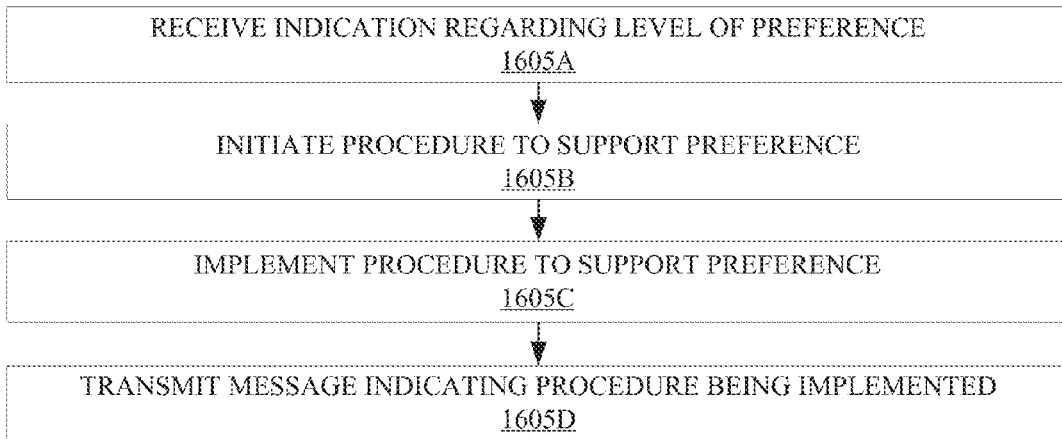 RECEIVE INDICATION REGARDING LEVEL OF PREFERENCE
1605A
INITIATE PROCEDURE TO SUPPORT PREFERENCE
1605B
IMPLEMENT PROCEDURE TO SUPPORT PREFERENCE
1605C
TRANSMIT MESSAGE INDICATING PROCEDURE BEING IMPLEMENTED
1605D